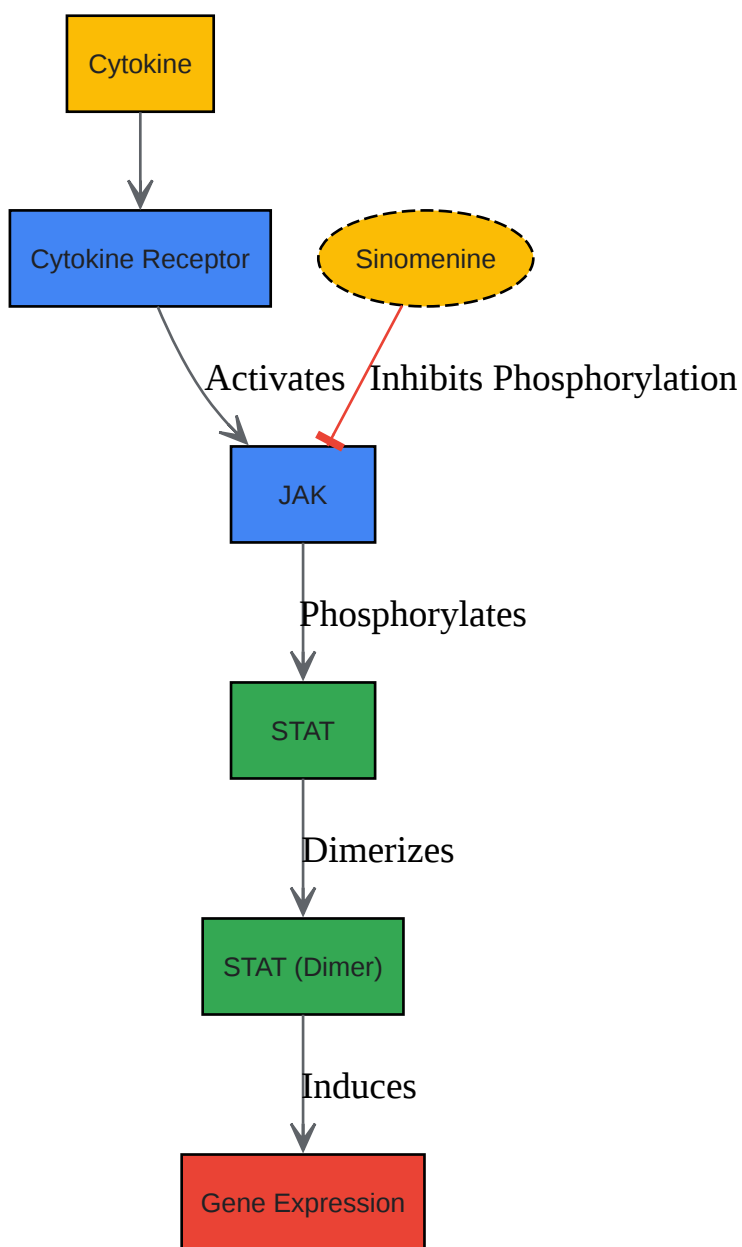 Cytokine
Cytokine Receptor
Sinomenine
Activates
Inhibits Phosphorylation
JAK
Phosphorylates
STAT
Dimerizes
STAT (Dimer)
Induces
Gene Expression